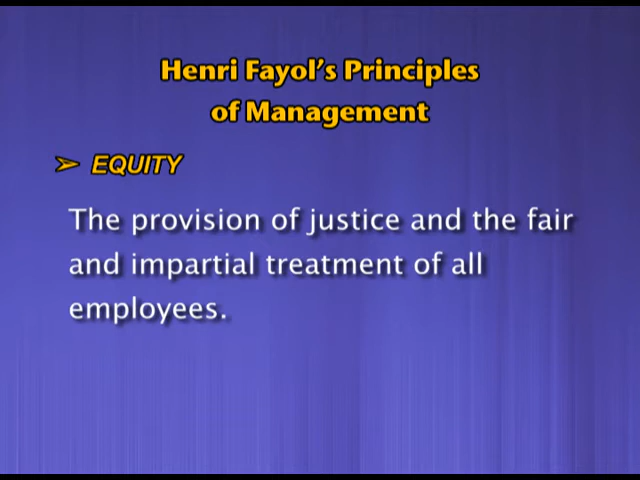 Henri Fayol's Principles
of Management
➢ EQUITY
The provision of justice and the fair
and impartial treatment of all
employees.